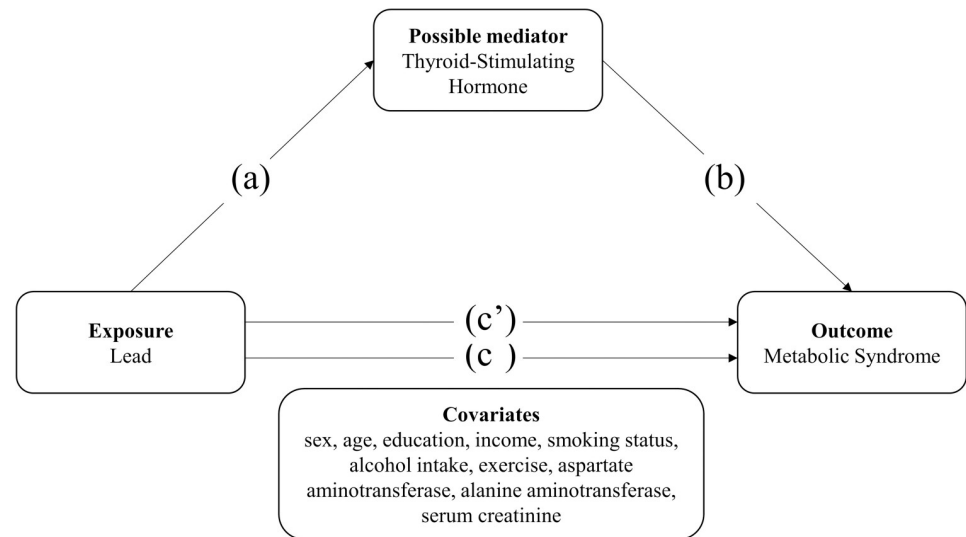 Possible mediator
Thyroid-Stimulating
Hormone
(a)
(b)
Exposure
Lead
(c’)
(c )
Outcome
Metabolic Syndrome
Covariates
sex, age, education, income, smoking status,
alcohol intake, exercise, aspartate
aminotransferase, alanine aminotransferase,
serum creatinine